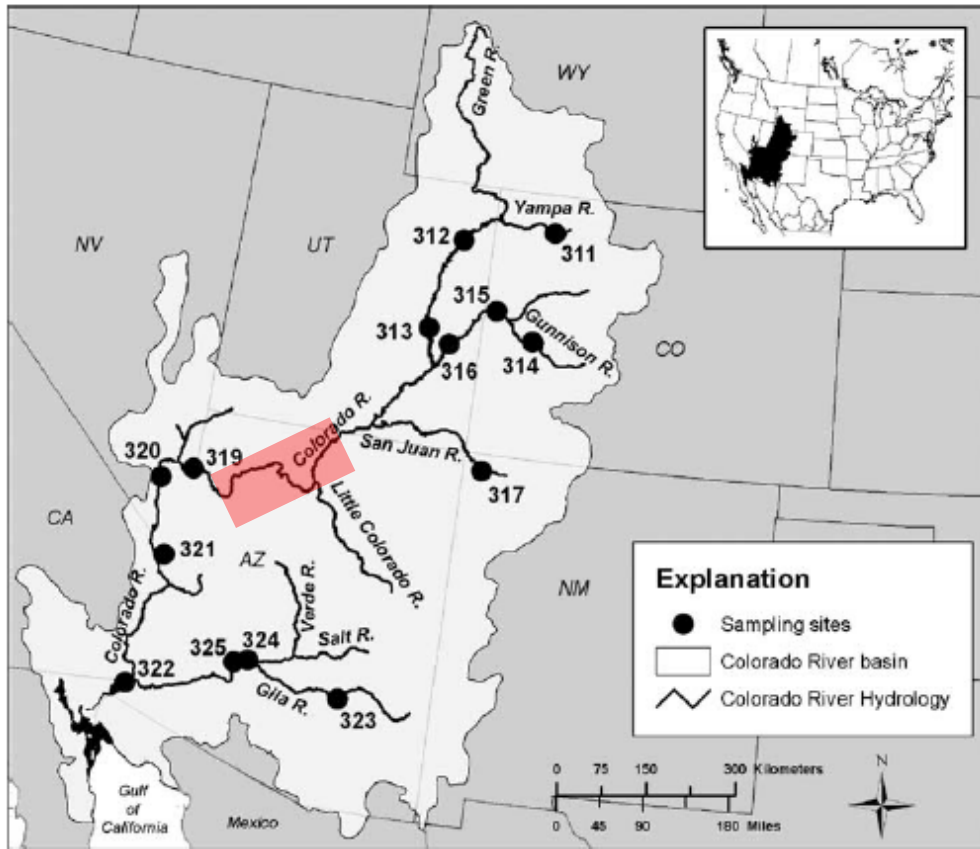 WY
Green R.
NV
UT
Yampa R.
312
311
315
Gunnison R.
313
316
314
CO
Colorado R.
San Juan R.
320
319
317
Little Colorado R.
CA
321
AZ
NM
Verde R.
Colorado R.
325
324
Salt R.
322
Gila R.
323
Gulf
of
California
Mexico
Explanation
Sampling sites
Colorado River basin
Colorado River Hydrology
0 75 150 300 Kilometers
0 45 90 180 Miles
N